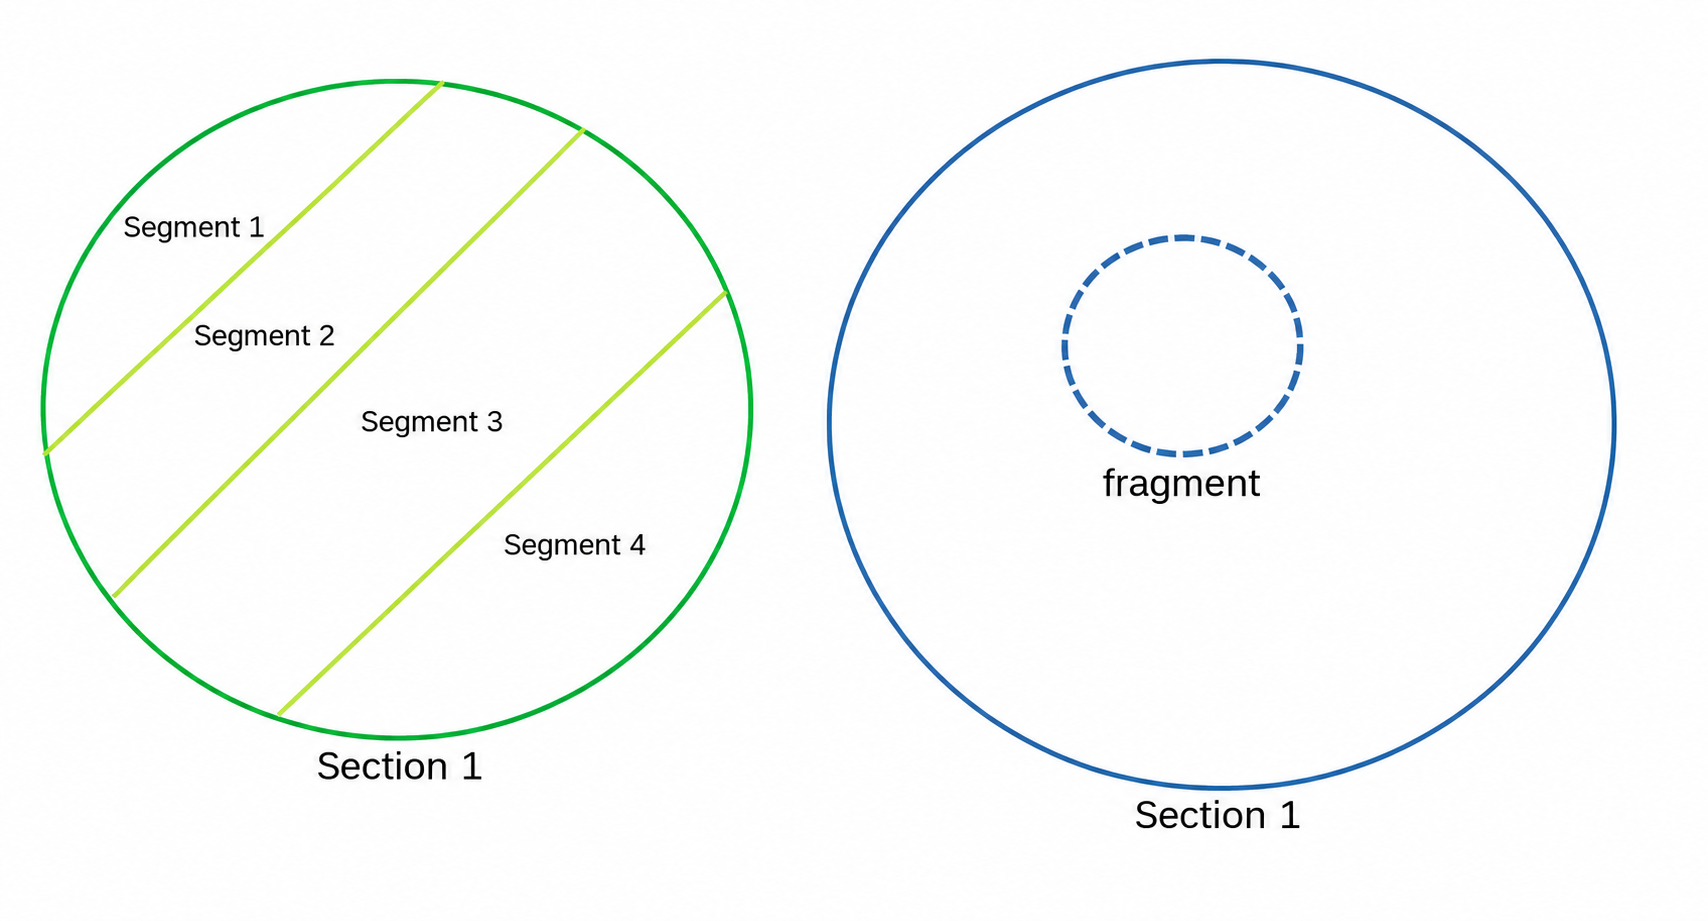 Segment 1
Segment 2
Segment 3
Segment 4
Section 1
fragment
Section 1